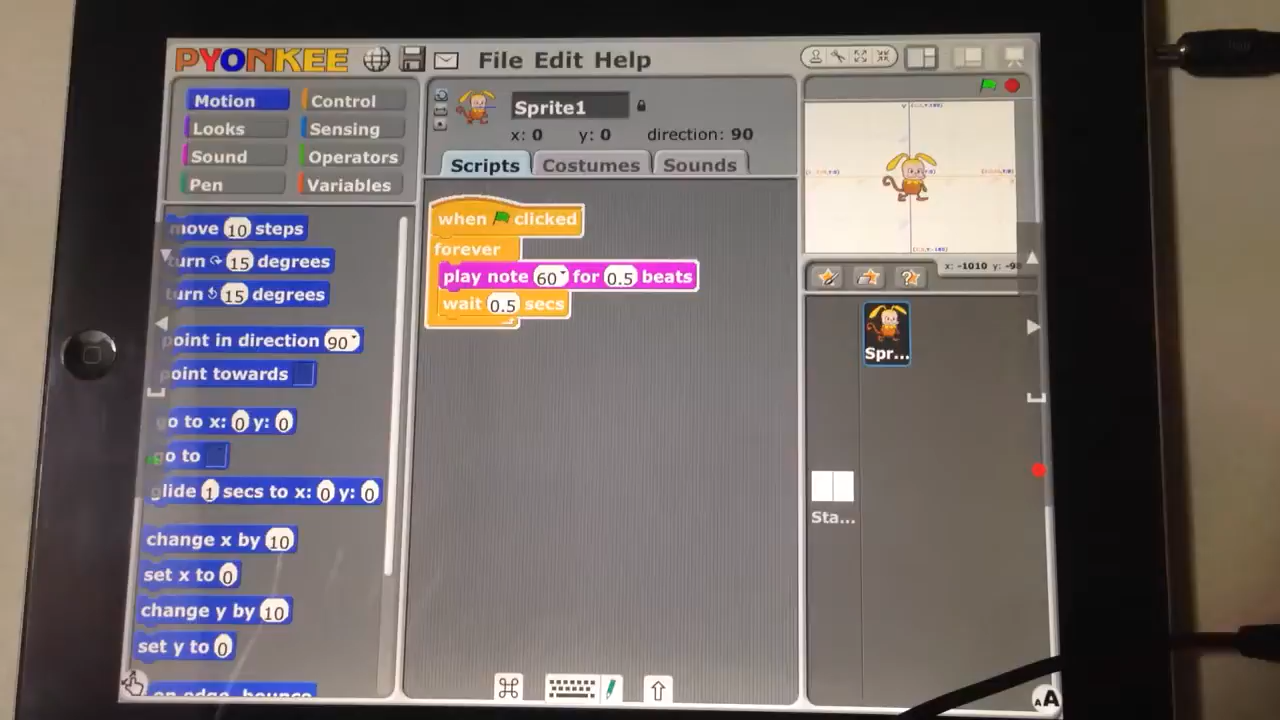 PYONKEE File Edit Help
Motion Control
Looks Sensing
Sound Operators
Pen Variables
move 10 steps
turn 15 degrees
turn 15 degrees
point in direction 90
point towards
go to x: 0 y: 0
go to
glide 1 secs to x: 0 y: 0
change x by 10
set x to 0
change y by 10
set y to 0
Sprite1
x: 0 y: 0 direction: 90
Scripts Costumes Sounds
when clicked
forever
play note 60 for 0.5 beats
wait 0.5 secs
x: -1010 y:
Spr...
Sta...
AA